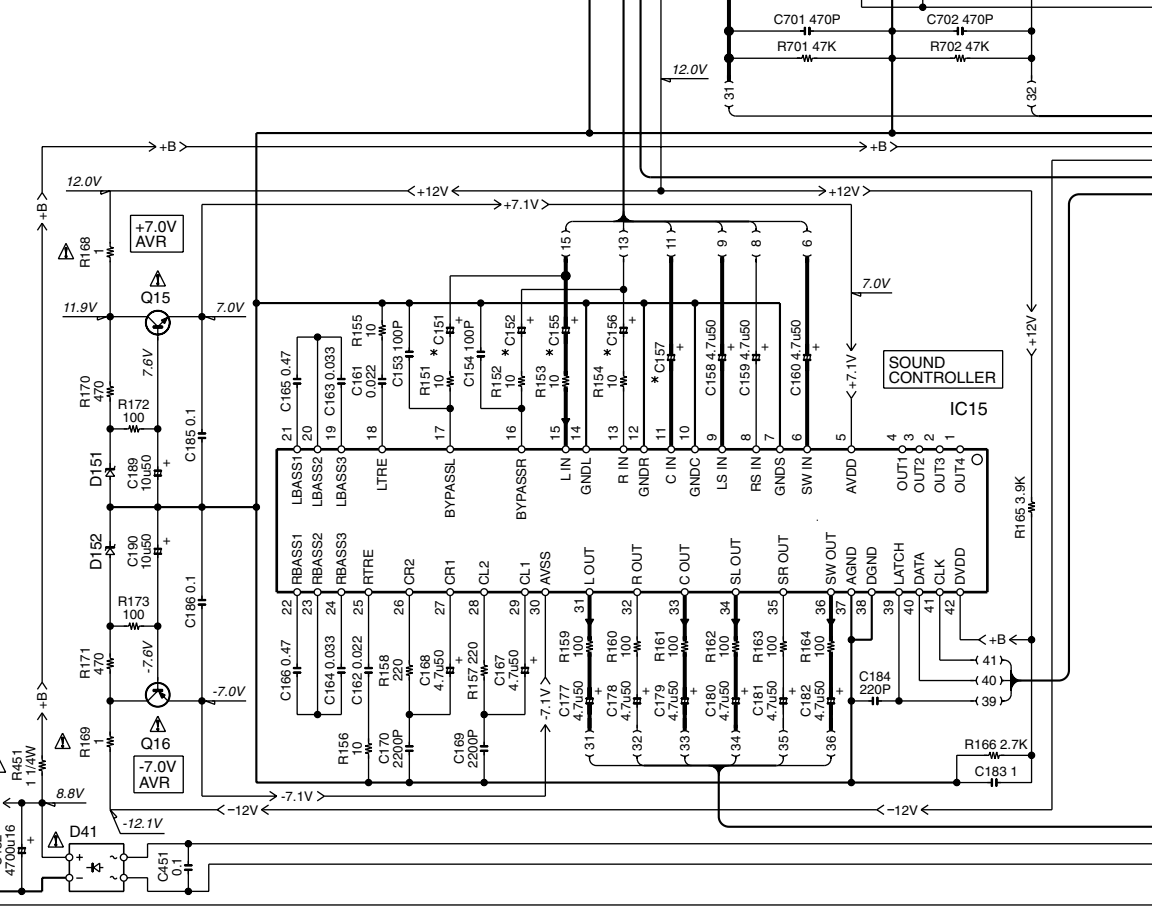 C701 470P
C702 470P
R701 47K
R702 47K
12.0V
31
32
+B
+B
12.0V
+12V
+12V
+7.1V
+B
+7.0V
AVR
R168
1
15
13
11
9
8
6
Q15
11.9V
7.0V
7.0V
7.6V
R155
10
C153 100P
* C151
C154 100P
* C152
* C155
* C156
* C157
C158 4.7u50
C159 4.7u50
C160 4.7u50
+7.1V
+12V
SOUND
CONTROLLER
IC15
C165 0.47
C163 0.033
C161
0.022
R151
10
R152
10
R153
10
R154
10
R170
470
R172
100
C185 0.1
D151
C189
10u50
21
20
19
18
17
16
15
14
13
12
11
10
9
8
7
6
5
4
3
2
1
LBASS1
LBASS2
LBASS3
LTRE
BYPASSL
BYPASSR
L IN
GNDL
R IN
GNDR
C IN
GNDC
LS IN
RS IN
GNDS
SW IN
AVDD
OUT1
OUT2
OUT3
OUT4
R165 3.9K
D152
C190
10u50
C186 0.1
RBASS1
RBASS2
RBASS3
RTRE
CR2
CR1
CL2
CL1
AVSS
L OUT
R OUT
C OUT
SL OUT
SR OUT
SW OUT
AGND
DGND
LATCH
DATA
CLK
DVDD
22
23
24
25
26
27
28
29
30
31
32
33
34
35
36
37
38
39
40
41
42
R173
100
-7.6V
R171
470
C166 0.47
C164 0.033
C162 0.022
R158
220
C168
4.7u50
R157 220
C167
4.7u50
R159
100
R160
100
R161
100
R162
100
R163
100
R164
100
+B
41
40
39
C184
220P
-7.0V
C177
4.7u50
C178
4.7u50
C179
4.7u50
C180
4.7u50
C181
4.7u50
C182
4.7u50
-7.1V
+B
R169
1
Q16
-7.0V
AVR
R156
10
C170
2200P
C169
2200P
31
32
33
34
35
36
R166 2.7K
C183 1
R451
1 1/4W
8.8V
-7.1V
−12V
−12V
-12.1V
D41
4700u16
C451
0.1